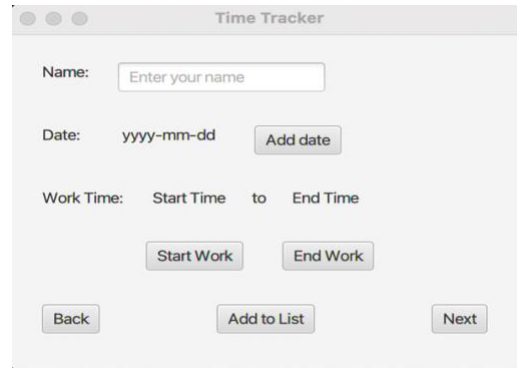 Time Tracker
Name: Enter your name
Date: yyyy-mm-dd Add date
Work Time: Start Time to End Time
Start Work End Work
Back Add to List Next